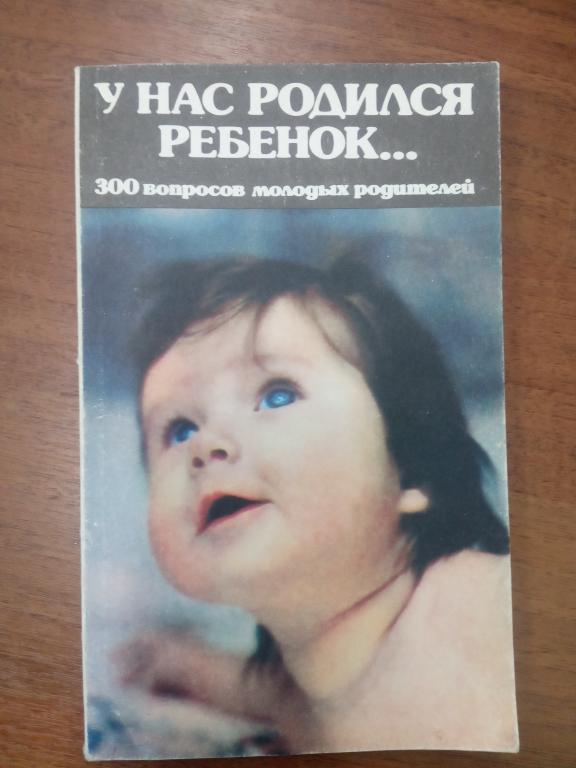 У НАС РОДИЛСЯ
РЕБЕНОК...
300 вопросов молодых родителей